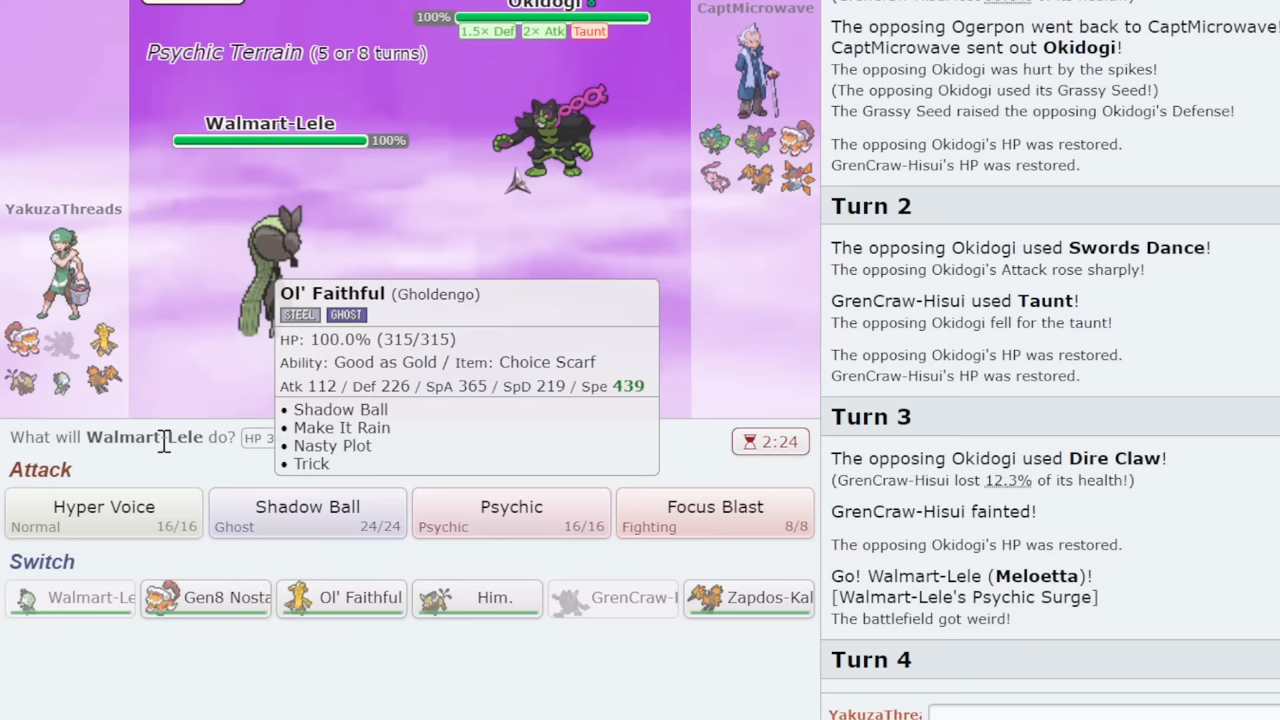 Okidogi
100%
1.5× Def 2× Atk Taunt
Psychic Terrain (5 or 8 turns)
Walmart-Lele
100%
YakuzaThreads
CaptMicrowave
Ol' Faithful (Gholdengo)
STEEL GHOST
HP: 100.0% (315/315)
Ability: Good as Gold / Item: Choice Scarf
Atk 112 / Def 226 / SpA 365 / SpD 219 / Spe 439
• Shadow Ball
• Make It Rain
• Nasty Plot
• Trick
What will Walmart-Lele do? HP 3
2:24
Attack
Hyper Voice
Normal 16/16
Shadow Ball
Ghost 24/24
Psychic
Psychic 16/16
Focus Blast
Fighting 8/8
Switch
Walmart-Le
Gen8 Nosta
Ol' Faithful
Him.
GrenCraw-H
Zapdos-Kal
The opposing Ogerpon went back to CaptMicrowave!
CaptMicrowave sent out Okidogi!
The opposing Okidogi was hurt by the spikes!
(The opposing Okidogi used its Grassy Seed!)
The Grassy Seed raised the opposing Okidogi's Defense!
The opposing Okidogi's HP was restored.
GrenCraw-Hisui's HP was restored.
Turn 2
The opposing Okidogi used Swords Dance!
The opposing Okidogi's Attack rose sharply!
GrenCraw-Hisui used Taunt!
The opposing Okidogi fell for the taunt!
The opposing Okidogi's HP was restored.
GrenCraw-Hisui's HP was restored.
Turn 3
The opposing Okidogi used Dire Claw!
(GrenCraw-Hisui lost 12.3% of its health!)
GrenCraw-Hisui fainted!
The opposing Okidogi's HP was restored.
Go! Walmart-Lele (Meloetta)!
[Walmart-Lele's Psychic Surge]
The battlefield got weird!
Turn 4
YakuzaThrea